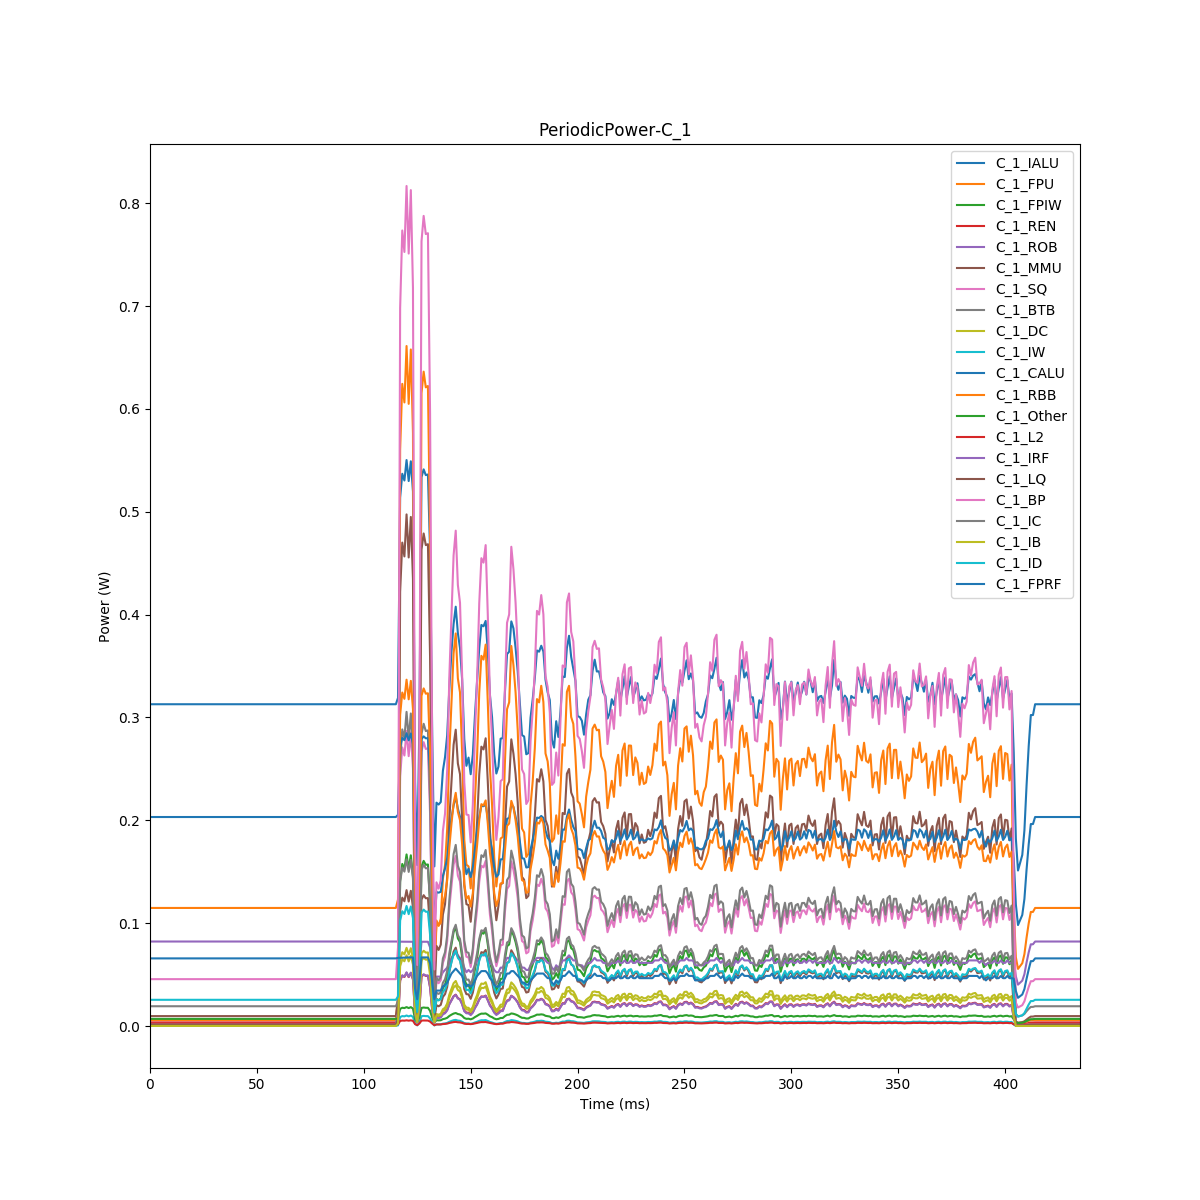 PeriodicPower-C_1
C_1_IALU
C_1_FPU
C_1_FPIW
C_1_REN
C_1_ROB
C_1_MMU
C_1_SQ
C_1_BTB
C_1_DC
C_1_IW
C_1_CALU
C_1_RBB
C_1_Other
C_1_L2
C_1_IRF
C_1_LQ
C_1_BP
C_1_IC
C_1_IB
C_1_ID
C_1_FPRF
0.8
0.7
0.6
0.5
0.4
0.3
0.2
0.1
0.0
Power (W)
0 50 100 150 200 250 300 350 400
Time (ms)